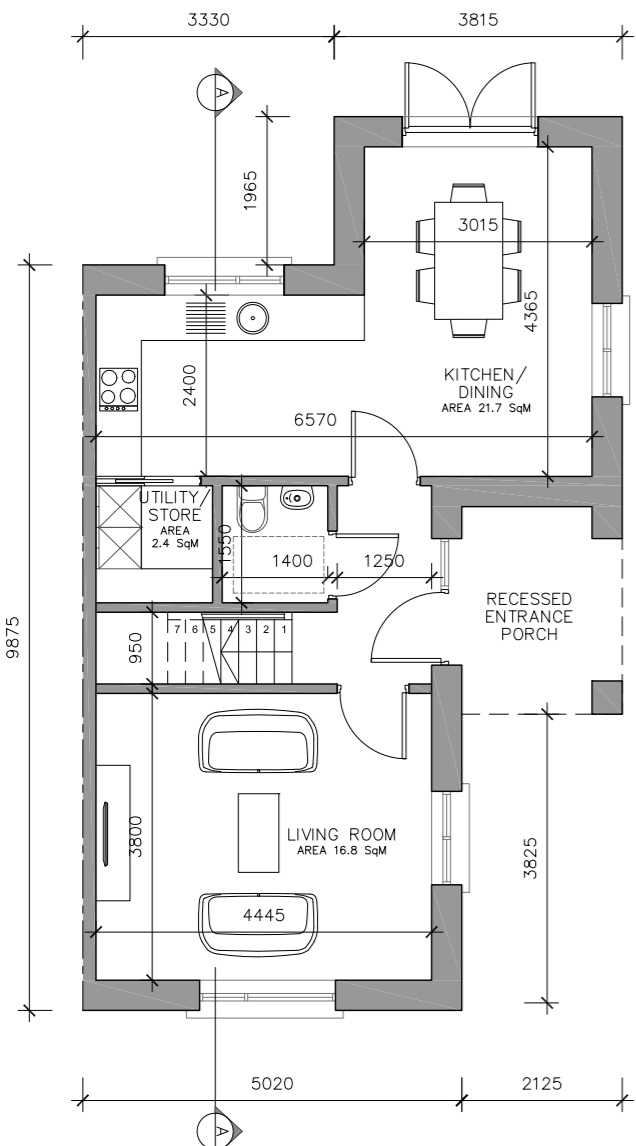 3330
3815
A
1965
3015
4365
2400
KITCHEN/
DINING
AREA 21.7 SqM
6570
UTILITY/
STORE
AREA
2.4 SqM
1550
1400
1250
RECESSED
ENTRANCE
PORCH
9875
950
7 6 5 4 3 2 1
3800
LIVING ROOM
AREA 16.8 SqM
3825
4445
5020
2125
A